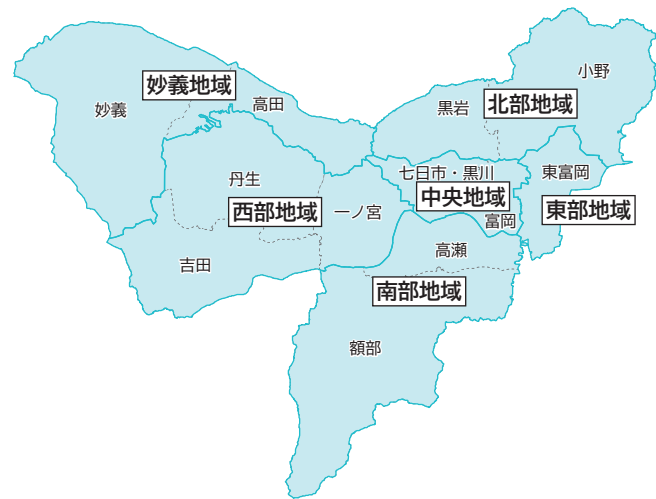 小野
妙義地域
高田
妙義
黒岩
北部地域
七日市・黒川
東富岡
丹生
中央地域
西部地域
一ノ宮
富岡
東部地域
高瀬
吉田
南部地域
額部